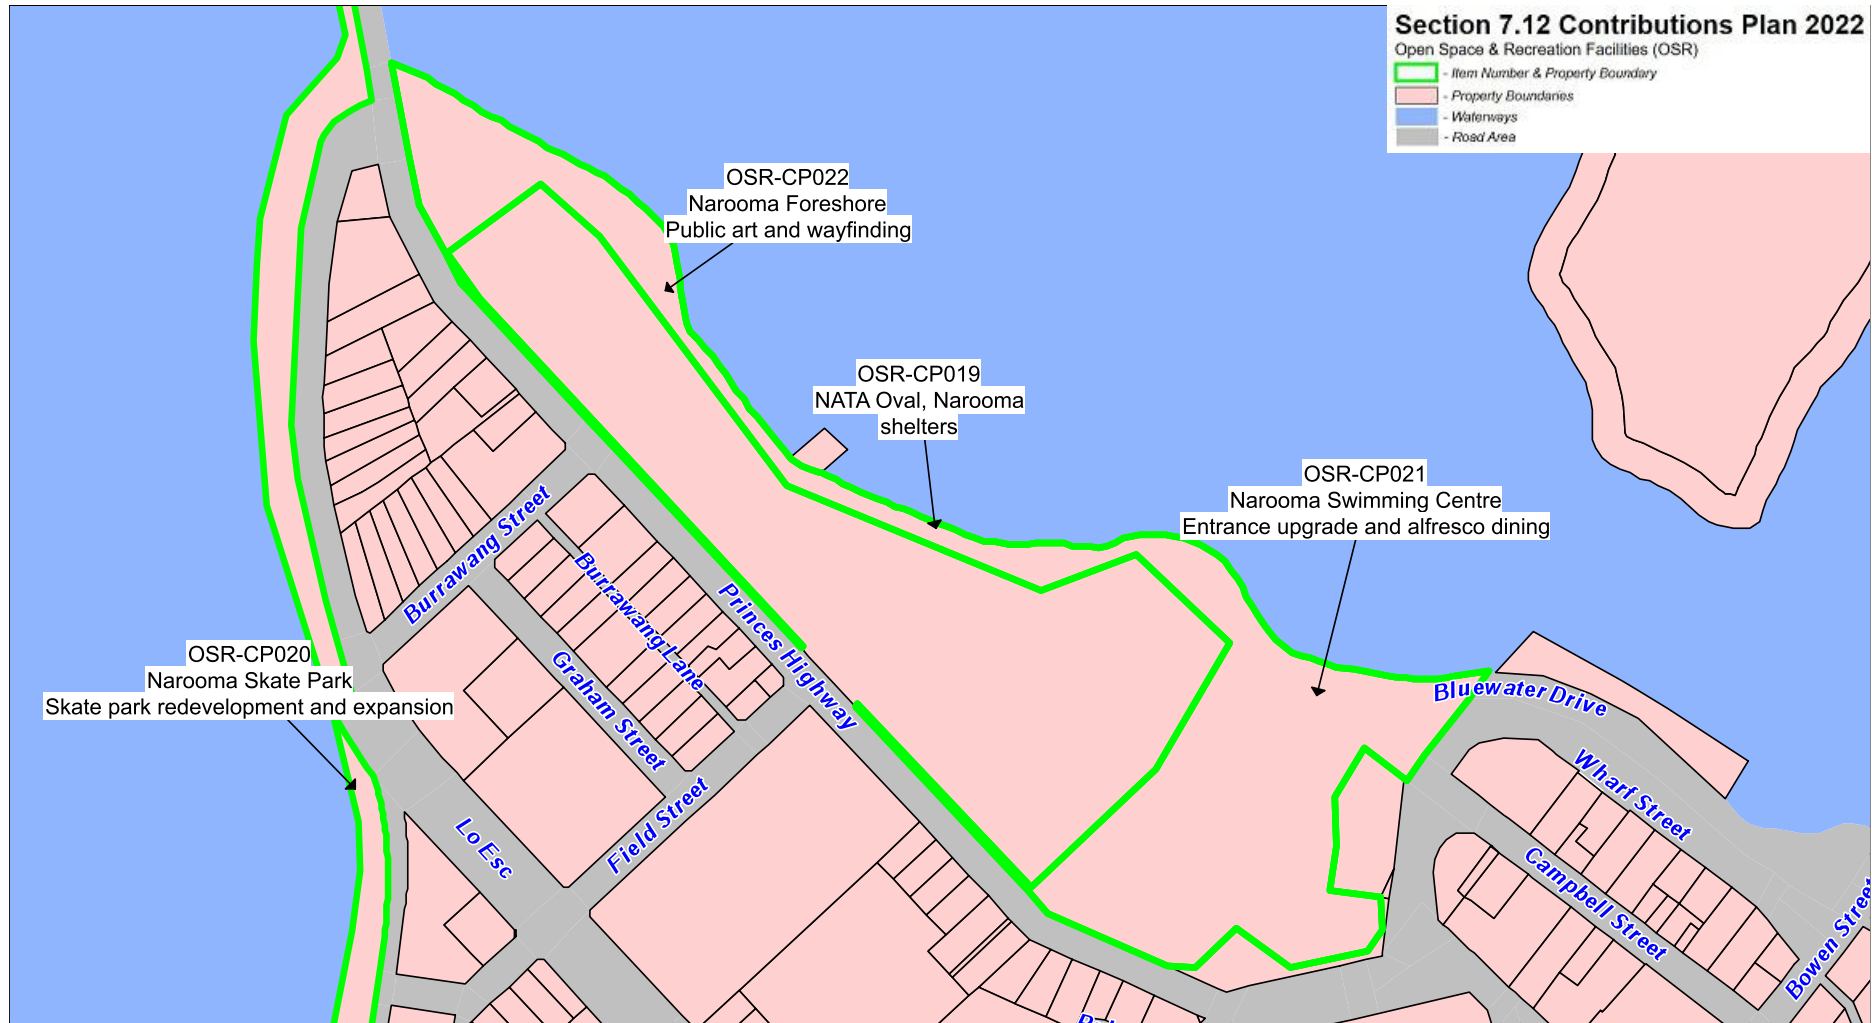 Section 7.12 Contributions Plan 2022
Open Space & Recreation Facilities (OSR)
- Item Number & Property Boundary
- Property Boundaries
- Waterways
- Road Area
OSR-CP022
Narooma Foreshore
Public art and wayfinding
OSR-CP019
NATA Oval, Narooma
shelters
OSR-CP021
Narooma Swimming Centre
Entrance upgrade and alfresco dining
OSR-CP020
Narooma Skate Park
Skate park redevelopment and expansion
Burrawang Street
Burrawang Lane
Princes Highway
Graham Street
Field Street
Lo Esc
Bluewater Drive
Wharf Street
Campbell Street
Bowen Street